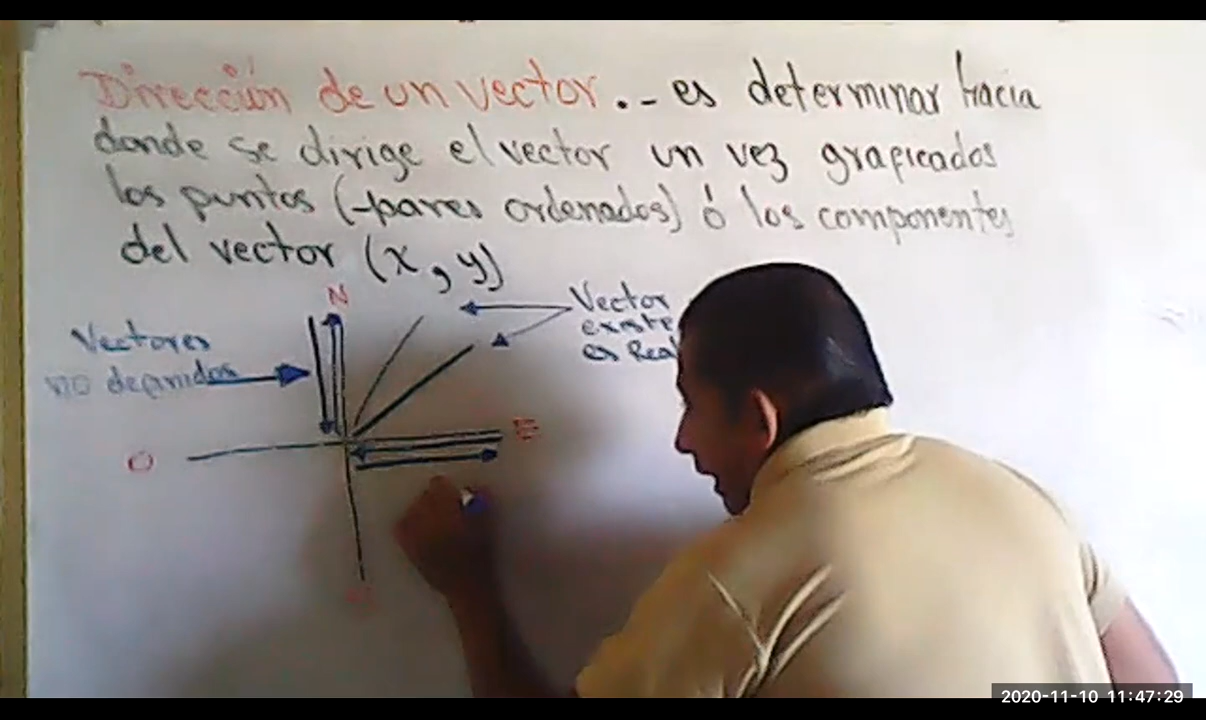 Dirección de un vector.- es determinar hacia
donde se dirige el vector un vez graficados
los puntos (pares ordenados) ó los componentes
del vector (x, y)
N
Vector
existe
es Real
Vectores
no definidos
E
O
2020-11-10 11:47:29